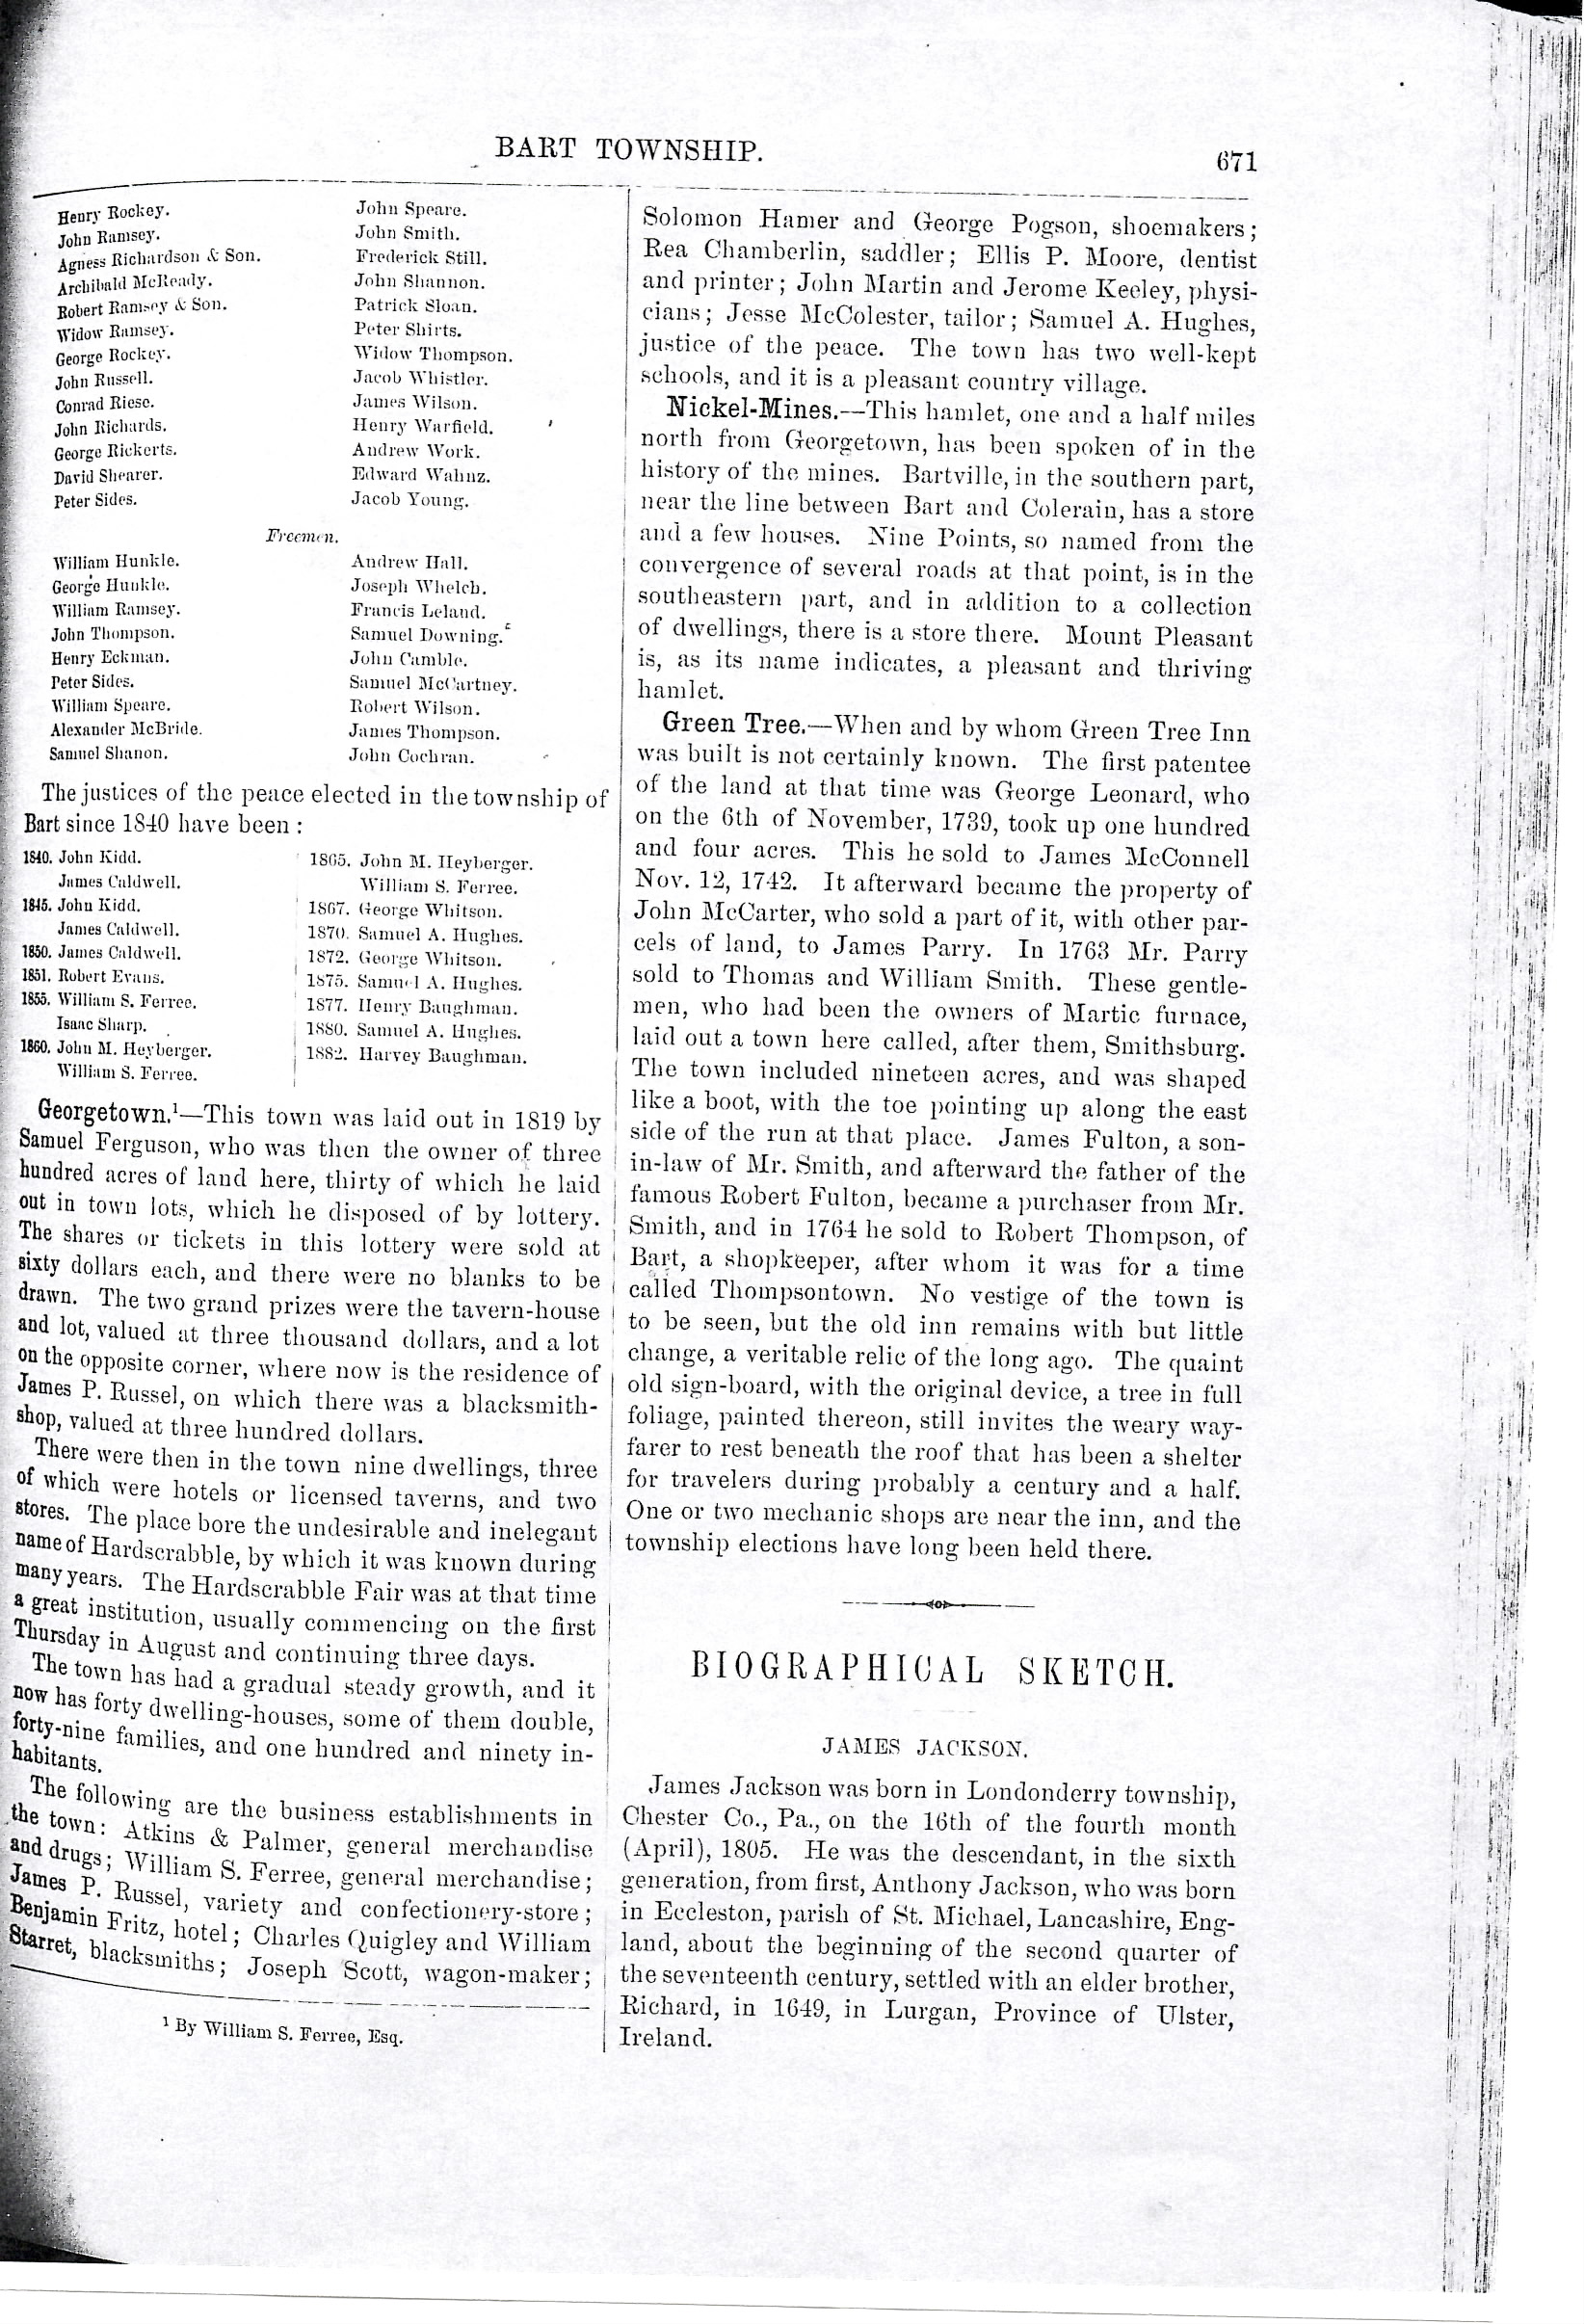 BART TOWNSHIP.
671
Henry Rockey.
John Ramsey.
Agness Richardson & Son.
Archibald McReady.
Robert Ramsey & Son.
Widow Ramsey.
George Rockey.
John Russell.
Conrad Riese.
John Richards.
George Rickerts.
David Shearer.
Peter Sides.
John Speare.
John Smith.
Frederick Still.
John Shannon.
Patrick Sloan.
Peter Shirts.
Widow Thompson.
Jacob Whistler.
James Wilson.
Henry Warfield.
Andrew Work.
Edward Wahnz.
Jacob Young.
Freemen.
William Hunkle.
George Hunkle.
William Ramsey.
John Thompson.
Henry Eckman.
Peter Sides.
William Speare.
Alexander McBride.
Samuel Shanon.
Andrew Hall.
Joseph Whelch.
Francis Leland.
Samuel Downing.
John Camble.
Samuel McCartney.
Robert Wilson.
James Thompson.
John Cochran.
The justices of the peace elected in the township of
Bart since 1840 have been :
1840. John Kidd.
James Caldwell.
1845. John Kidd.
James Caldwell.
1850. James Caldwell.
1851. Robert Evans.
1855. William S. Ferree.
Isaac Sharp.
1860. John M. Heyberger.
William S. Ferree.
1865. John M. Heyberger.
William S. Ferree.
1867. George Whitson.
1870. Samuel A. Hughes.
1872. George Whitson.
1875. Samuel A. Hughes.
1877. Henry Baughman.
1880. Samuel A. Hughes.
1882. Harvey Baughman.
Georgetown.¹—This town was laid out in 1819 by
Samuel Ferguson, who was then the owner of three
hundred acres of land here, thirty of which he laid
out in town lots, which he disposed of by lottery.
The shares or tickets in this lottery were sold at
sixty dollars each, and there were no blanks to be
drawn. The two grand prizes were the tavern-house
and lot, valued at three thousand dollars, and a lot
on the opposite corner, where now is the residence of
James P. Russel, on which there was a blacksmith-
shop, valued at three hundred dollars.
There were then in the town nine dwellings, three
of which were hotels or licensed taverns, and two
stores. The place bore the undesirable and inelegant
name of Hardscrabble, by which it was known during
many years. The Hardscrabble Fair was at that time
a great institution, usually commencing on the first
Thursday in August and continuing three days.
The town has had a gradual steady growth, and it
now has forty dwelling-houses, some of them double,
forty-nine families, and one hundred and ninety in-
habitants.
The following are the business establishments in
the town: Atkins & Palmer, general merchandise
and drugs; William S. Ferree, general merchandise;
James P. Russel, variety and confectionery-store;
Benjamin Fritz, hotel; Charles Quigley and William
Starret, blacksmiths; Joseph Scott, wagon-maker;
¹ By William S. Ferree, Esq.
Solomon Hamer and George Pogson, shoemakers;
Rea Chamberlin, saddler; Ellis P. Moore, dentist
and printer; John Martin and Jerome Keeley, physi-
cians; Jesse McColester, tailor; Samuel A. Hughes,
justice of the peace. The town has two well-kept
schools, and it is a pleasant country village.
Nickel-Mines.—This hamlet, one and a half miles
north from Georgetown, has been spoken of in the
history of the mines. Bartville, in the southern part,
near the line between Bart and Colerain, has a store
and a few houses. Nine Points, so named from the
convergence of several roads at that point, is in the
southeastern part, and in addition to a collection
of dwellings, there is a store there. Mount Pleasant
is, as its name indicates, a pleasant and thriving
hamlet.
Green Tree.—When and by whom Green Tree Inn
was built is not certainly known. The first patentee
of the land at that time was George Leonard, who
on the 6th of November, 1739, took up one hundred
and four acres. This he sold to James McConnell
Nov. 12, 1742. It afterward became the property of
John McCarter, who sold a part of it, with other par-
cels of land, to James Parry. In 1763 Mr. Parry
sold to Thomas and William Smith. These gentle-
men, who had been the owners of Martic furnace,
laid out a town here called, after them, Smithsburg.
The town included nineteen acres, and was shaped
like a boot, with the toe pointing up along the east
side of the run at that place. James Fulton, a son-
in-law of Mr. Smith, and afterward the father of the
famous Robert Fulton, became a purchaser from Mr.
Smith, and in 1764 he sold to Robert Thompson, of
Bart, a shopkeeper, after whom it was for a time
called Thompsontown. No vestige of the town is
to be seen, but the old inn remains with but little
change, a veritable relic of the long ago. The quaint
old sign-board, with the original device, a tree in full
foliage, painted thereon, still invites the weary way-
farer to rest beneath the roof that has been a shelter
for travelers during probably a century and a half.
One or two mechanic shops are near the inn, and the
township elections have long been held there.
BIOGRAPHICAL SKETCH.
JAMES JACKSON.
James Jackson was born in Londonderry township,
Chester Co., Pa., on the 16th of the fourth month
(April), 1805. He was the descendant, in the sixth
generation, from first, Anthony Jackson, who was born
in Eccleston, parish of St. Michael, Lancashire, Eng-
land, about the beginning of the second quarter of
the seventeenth century, settled with an elder brother,
Richard, in 1649, in Lurgan, Province of Ulster,
Ireland.